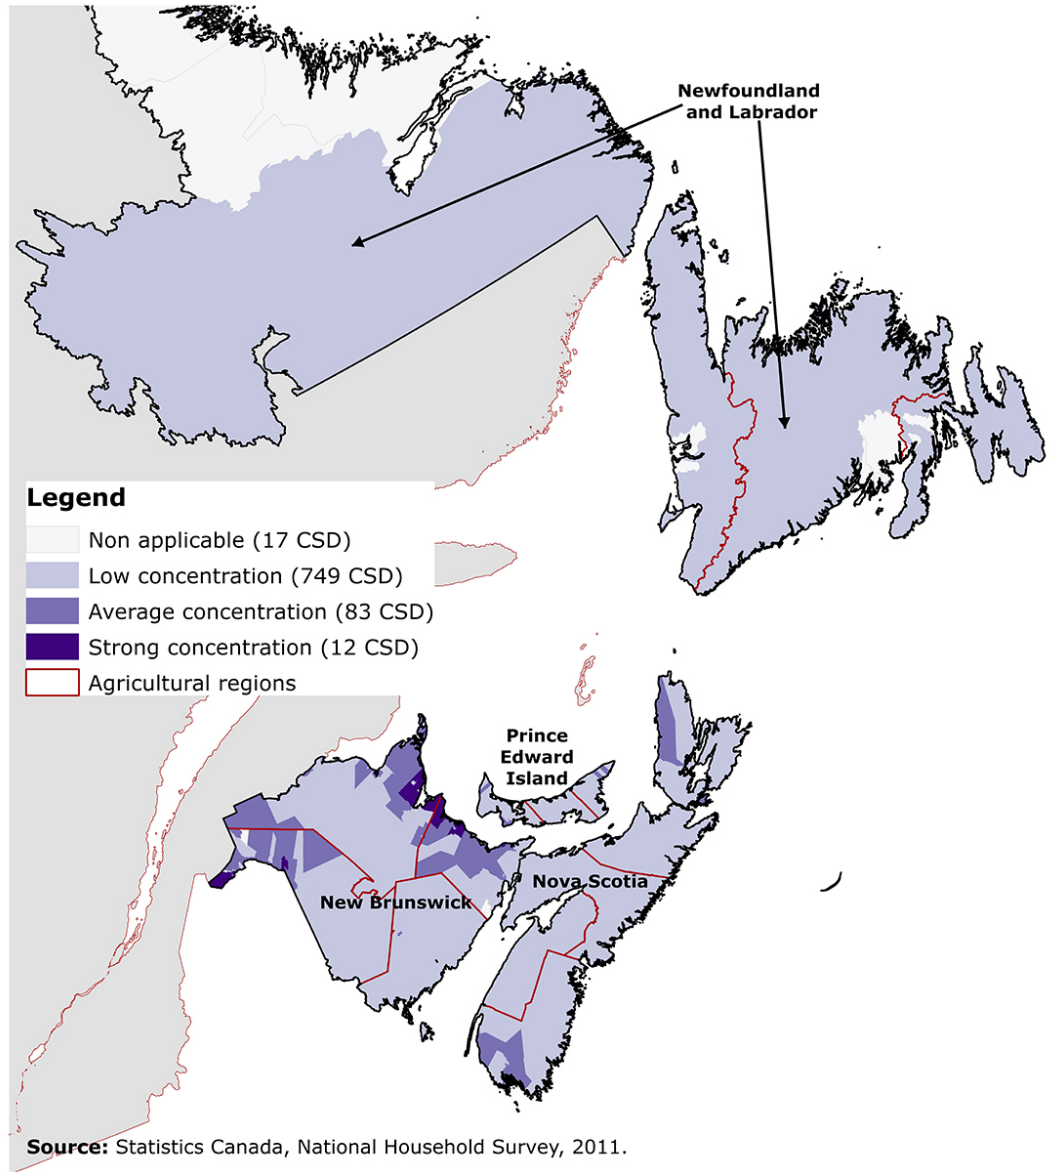 Newfoundland
and Labrador
Legend
Non applicable (17 CSD)
Low concentration (749 CSD)
Average concentration (83 CSD)
Strong concentration (12 CSD)
Agricultural regions
Prince
Edward
Island
Nova Scotia
New Brunswick
Source: Statistics Canada, National Household Survey, 2011.